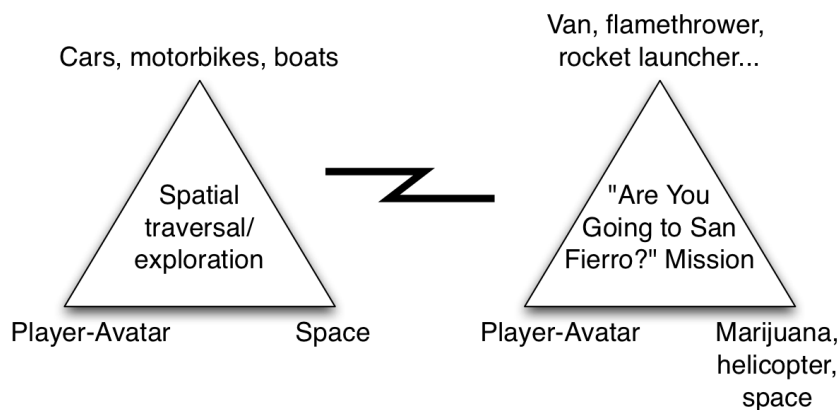 Cars, motorbikes, boats
Spatial
traversal/
exploration
Player-Avatar
Space
Van, flamethrower,
rocket launcher...
"Are You
Going to San
Fierro?" Mission
Player-Avatar
Marijuana,
helicopter,
space